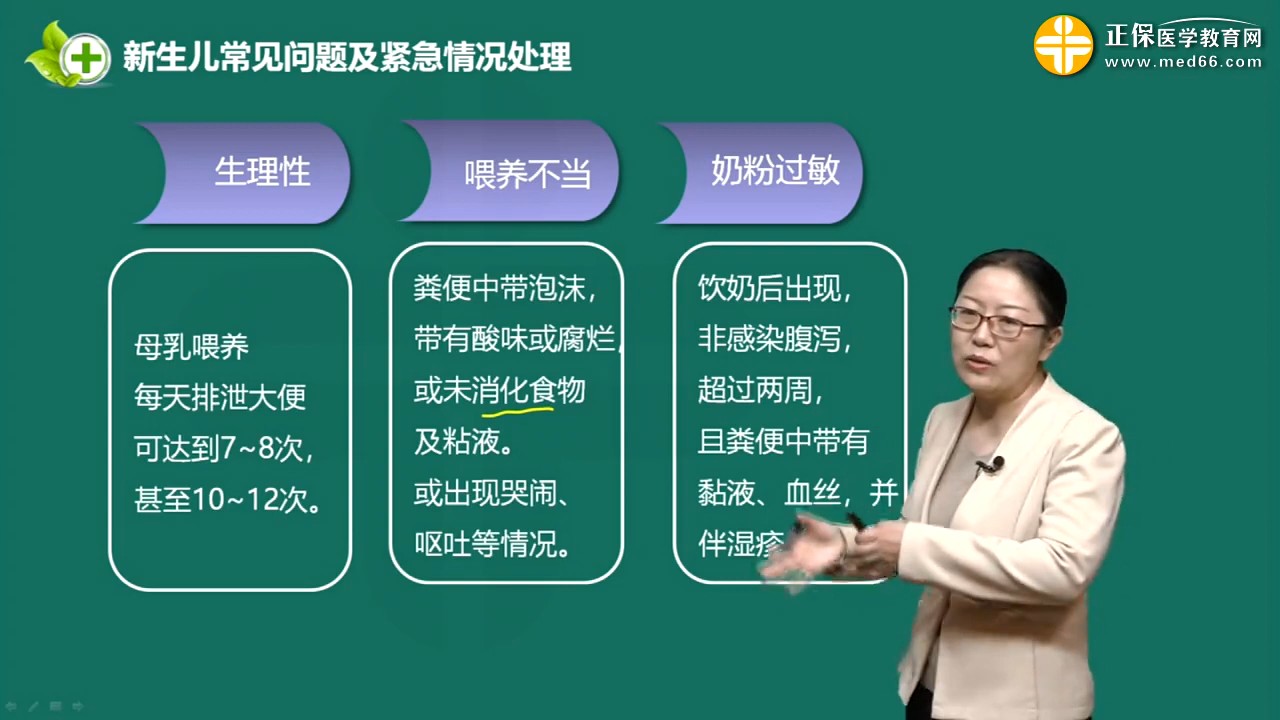 新生儿常见问题及紧急情况处理
正保医学教育网
www.med66.com
生理性
喂养不当
奶粉过敏
母乳喂养
每天排泄大便
可达到7~8次，
甚至10~12次。
粪便中带泡沫，
带有酸味或腐烂，
或未消化食物
及粘液。
或出现哭闹、
呕吐等情况。
饮奶后出现，
非感染腹泻，
超过两周，
且粪便中带有
黏液、血丝，并
伴湿疹